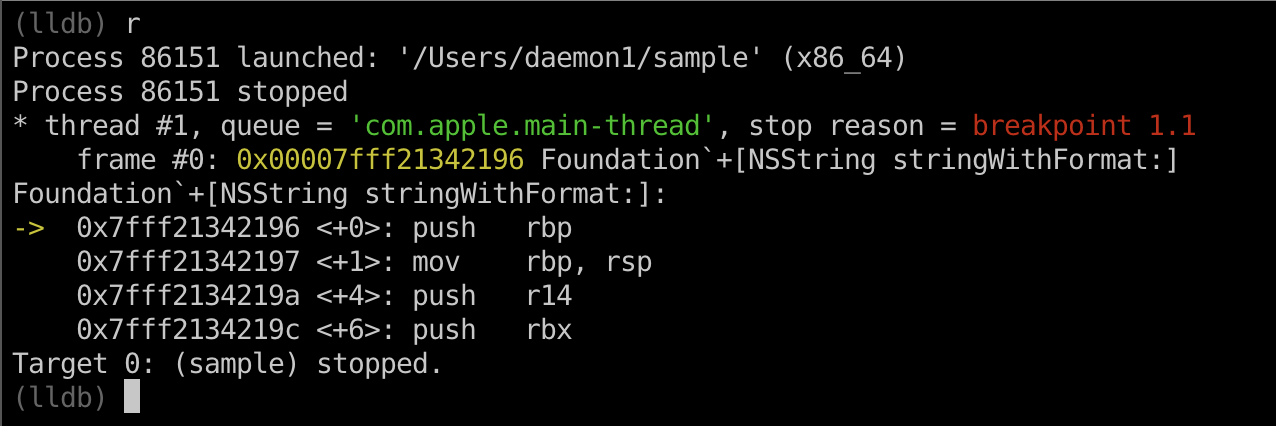 (lldb) r
Process 86151 launched: '/Users/daemon1/sample' (x86_64)
Process 86151 stopped
* thread #1, queue = 'com.apple.main-thread', stop reason = breakpoint 1.1
    frame #0: 0x00007fff21342196 Foundation`+[NSString stringWithFormat:]
Foundation`+[NSString stringWithFormat:]:
->  0x7fff21342196 <+0>: push   rbp
    0x7fff21342197 <+1>: mov    rbp, rsp
    0x7fff2134219a <+4>: push   r14
    0x7fff2134219c <+6>: push   rbx
Target 0: (sample) stopped.
(lldb)